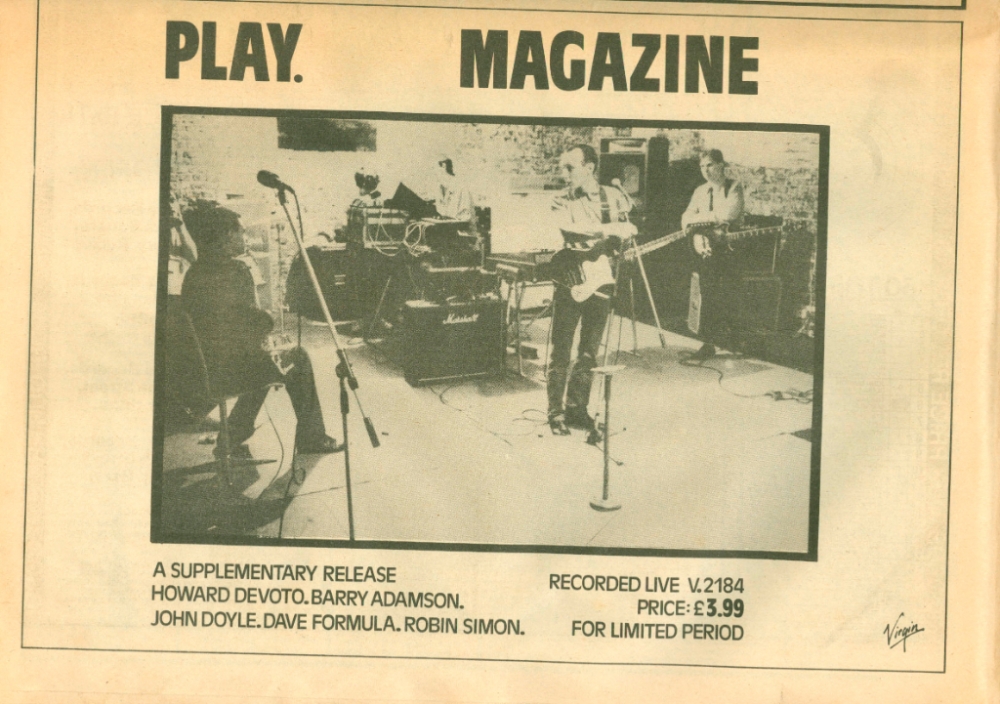 PLAY. MAGAZINE
Marshall
A SUPPLEMENTARY RELEASE
HOWARD DEVOTO. BARRY ADAMSON.
JOHN DOYLE. DAVE FORMULA. ROBIN SIMON.
RECORDED LIVE V.2184
PRICE: £3.99
FOR LIMITED PERIOD
Virgin